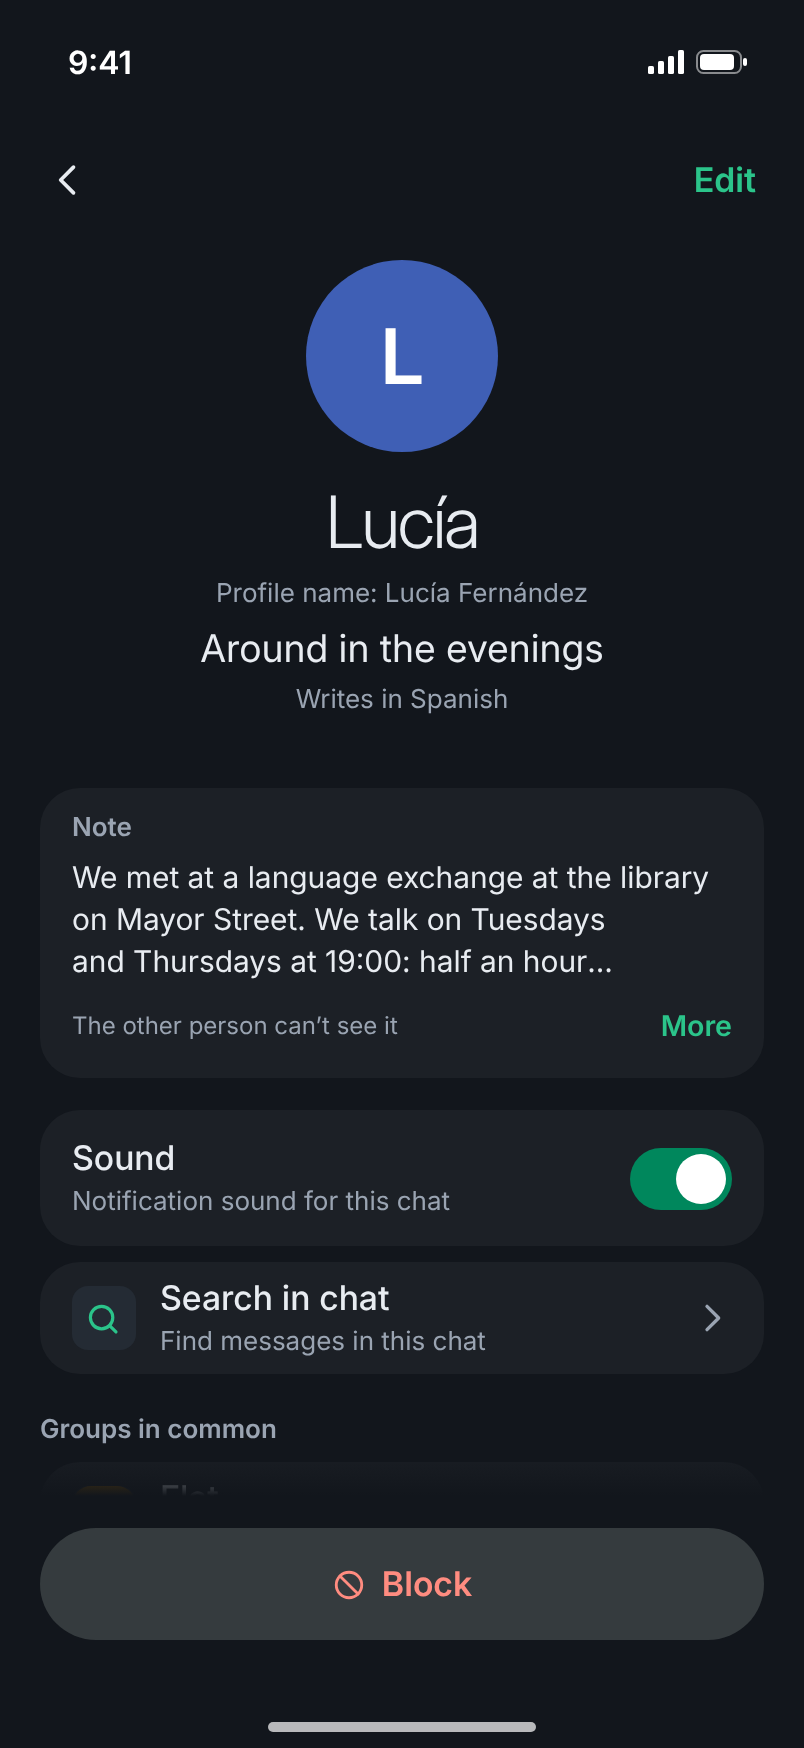 9:41
Edit
L
Lucía
Profile name: Lucía Fernández
Around in the evenings
Writes in Spanish
Note
We met at a language exchange at the library
on Mayor Street. We talk on Tuesdays
and Thursdays at 19:00: half an hour…
The other person can’t see it
More
Sound
Notification sound for this chat
Search in chat
Find messages in this chat
Groups in common
Block